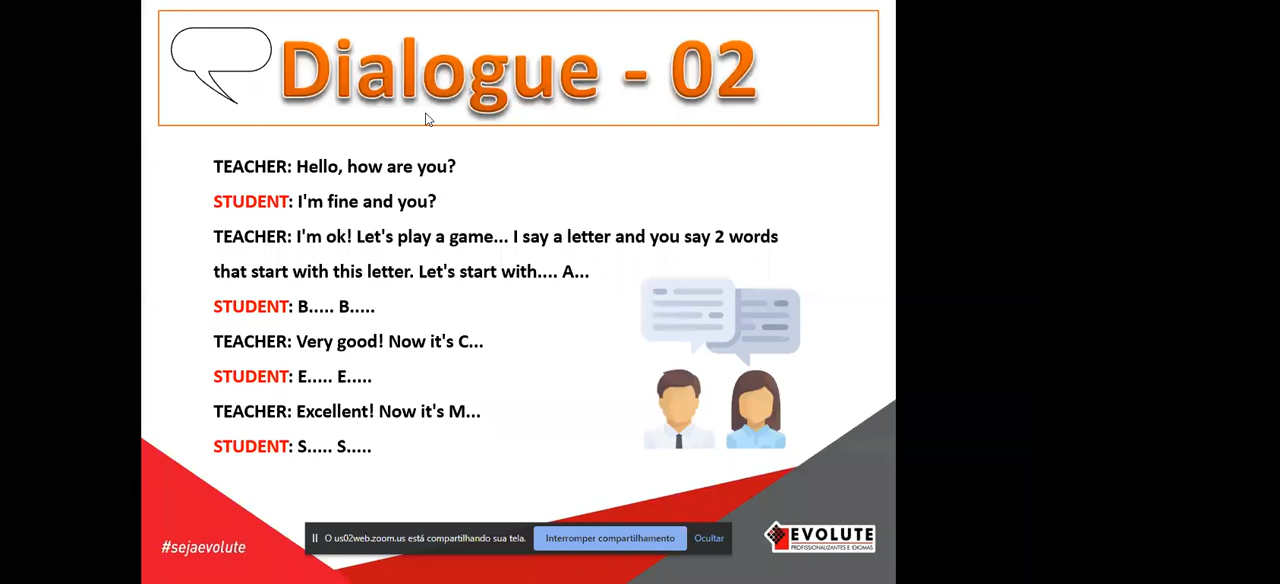 Dialogue - 02
TEACHER: Hello, how are you?
STUDENT: I'm fine and you?
TEACHER: I'm ok! Let's play a game... I say a letter and you say 2 words
that start with this letter. Let's start with.... A...
STUDENT: B..... B.....
TEACHER: Very good! Now it's C...
STUDENT: E..... E.....
TEACHER: Excellent! Now it's M...
STUDENT: S..... S.....
#sejaevolute
O us02web.zoom.us está compartilhando sua tela.
Interromper compartilhamento
Ocultar
EVOLUTE
PROFISSIONALIZANTES E IDIOMAS